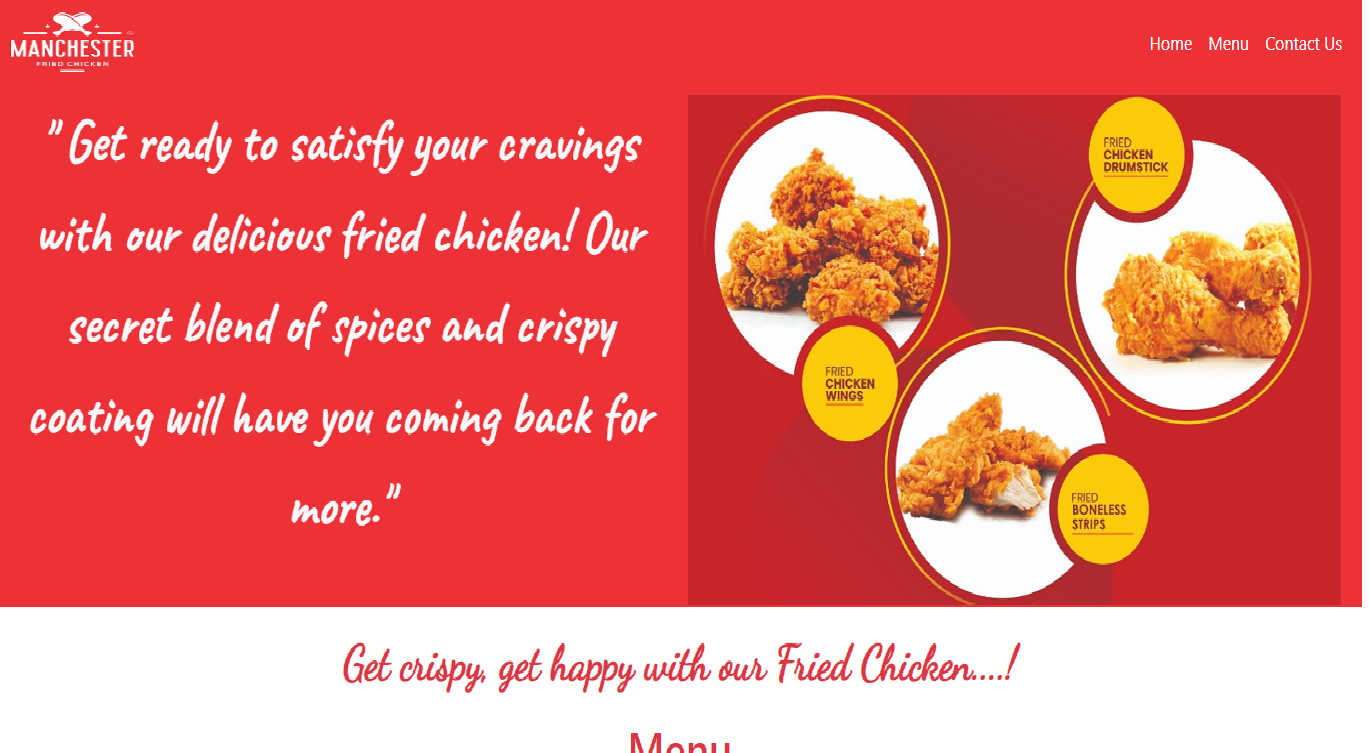 MANCHESTER
FRIED CHICKEN
Home Menu Contact Us
"Get ready to satisfy your cravings
with our delicious fried chicken! Our
secret blend of spices and crispy
coating will have you coming back for
more."
FRIED
CHICKEN
DRUMSTICK
FRIED
CHICKEN
WINGS
FRIED
BONELESS
STRIPS
Get crispy, get happy with our Fried Chicken....!
Menu